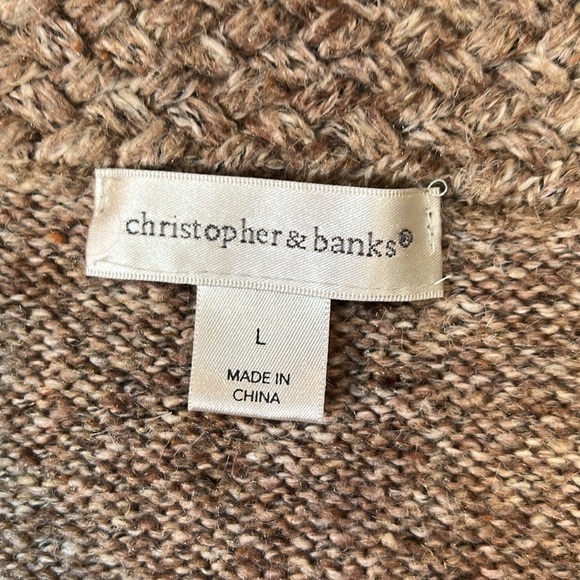 christopher & banks®
L
MADE IN
CHINA